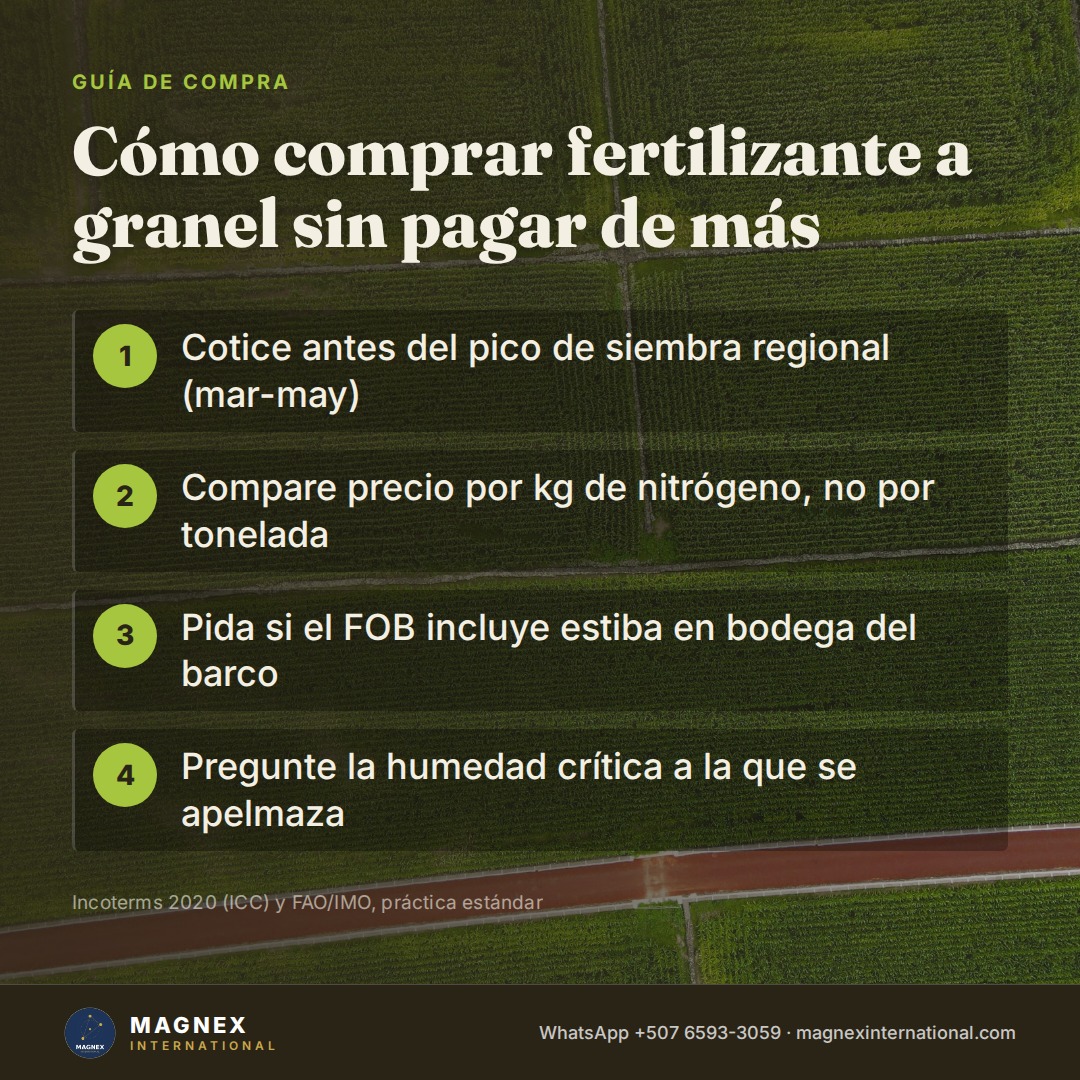 GUÍA DE COMPRA
Cómo comprar fertilizante a
granel sin pagar de más
1 Cotice antes del pico de siembra regional
(mar-may)
2 Compare precio por kg de nitrógeno, no por
tonelada
3 Pida si el FOB incluye estiba en bodega del
barco
4 Pregunte la humedad crítica a la que se
apelmaza
Incoterms 2020 (ICC) y FAO/IMO, práctica estándar
MAGNEX
MAGNEX
INTERNATIONAL
WhatsApp +507 6593-3059 · magnexinternational.com